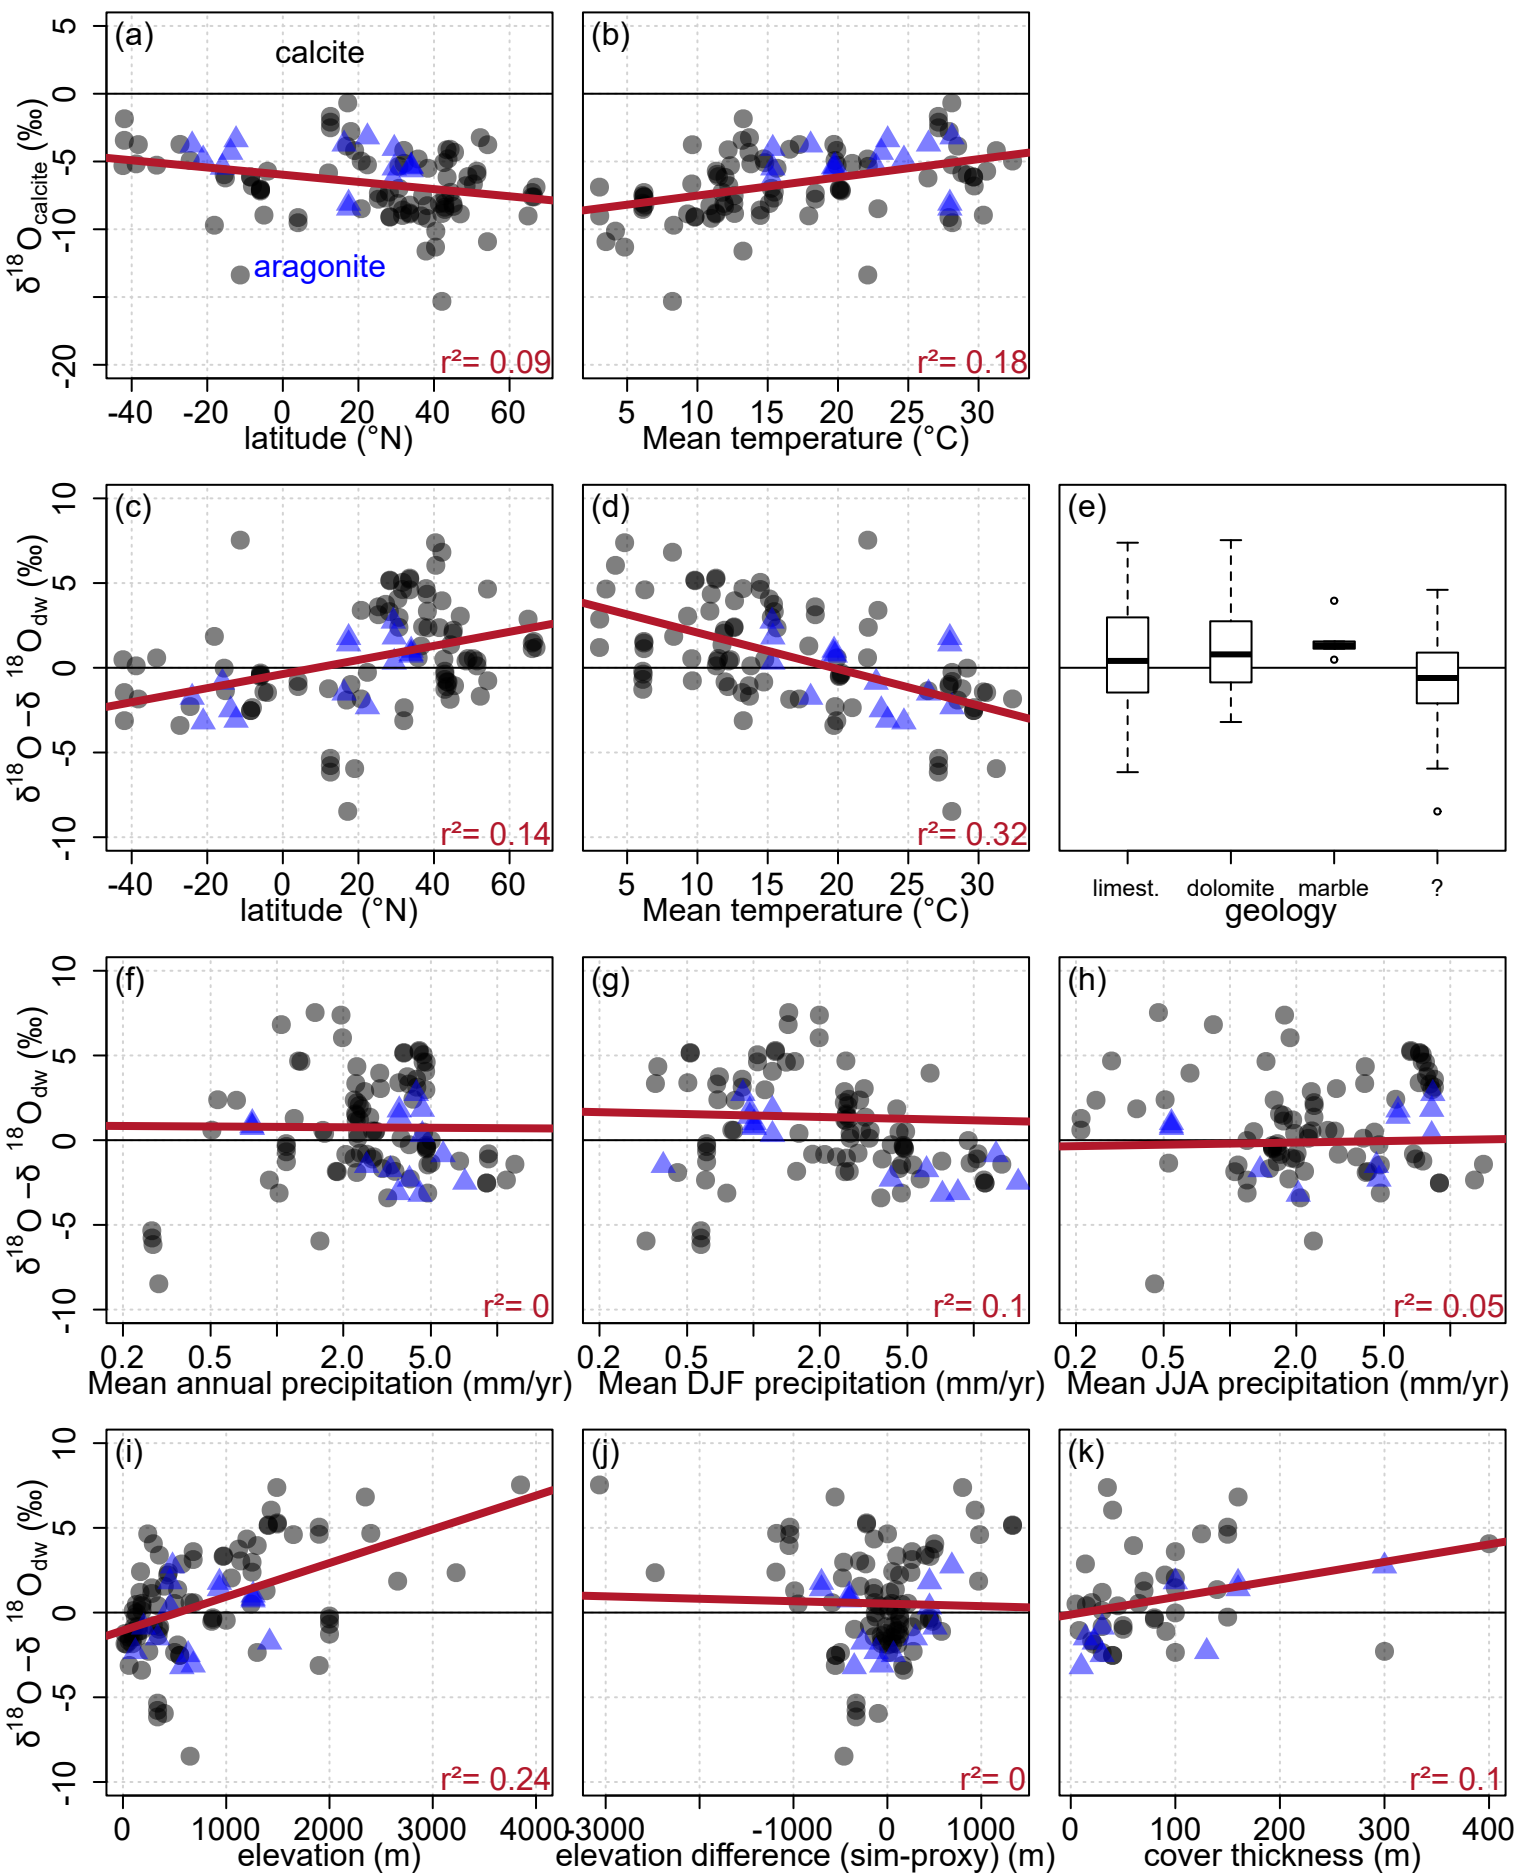 (a) calcite
aragonite
r²= 0.09
5 0 -5 -10 -20
δ18Ocalcite (‰)
-40 -20 0 20 40 60
latitude (°N)
(b)
r²= 0.18
5 10 15 20 25 30
Mean temperature (°C)
(c)
r²= 0.14
10 5 0 -5 -10
δ18O −δ 18Odw (‰)
-40 -20 0 20 40 60
latitude (°N)
(d)
r²= 0.32
5 10 15 20 25 30
Mean temperature (°C)
(e)
limest. dolomite marble ?
geology
(f)
r²= 0
10 5 0 -5 -10
δ18O −δ 18Odw (‰)
0.2 0.5 2.0 5.0
Mean annual precipitation (mm/yr)
(g)
r²= 0.1
0.2 0.5 2.0 5.0
Mean DJF precipitation (mm/yr)
(h)
r²= 0.05
0.2 0.5 2.0 5.0
Mean JJA precipitation (mm/yr)
(i)
r²= 0.24
10 5 0 -5 -10
δ18O −δ 18Odw (‰)
0 1000 2000 3000 4000
elevation (m)
(j)
r²= 0
-3000 -1000 0 1000
elevation difference (sim-proxy) (m)
(k)
r²= 0.1
0 100 200 300 400
cover thickness (m)